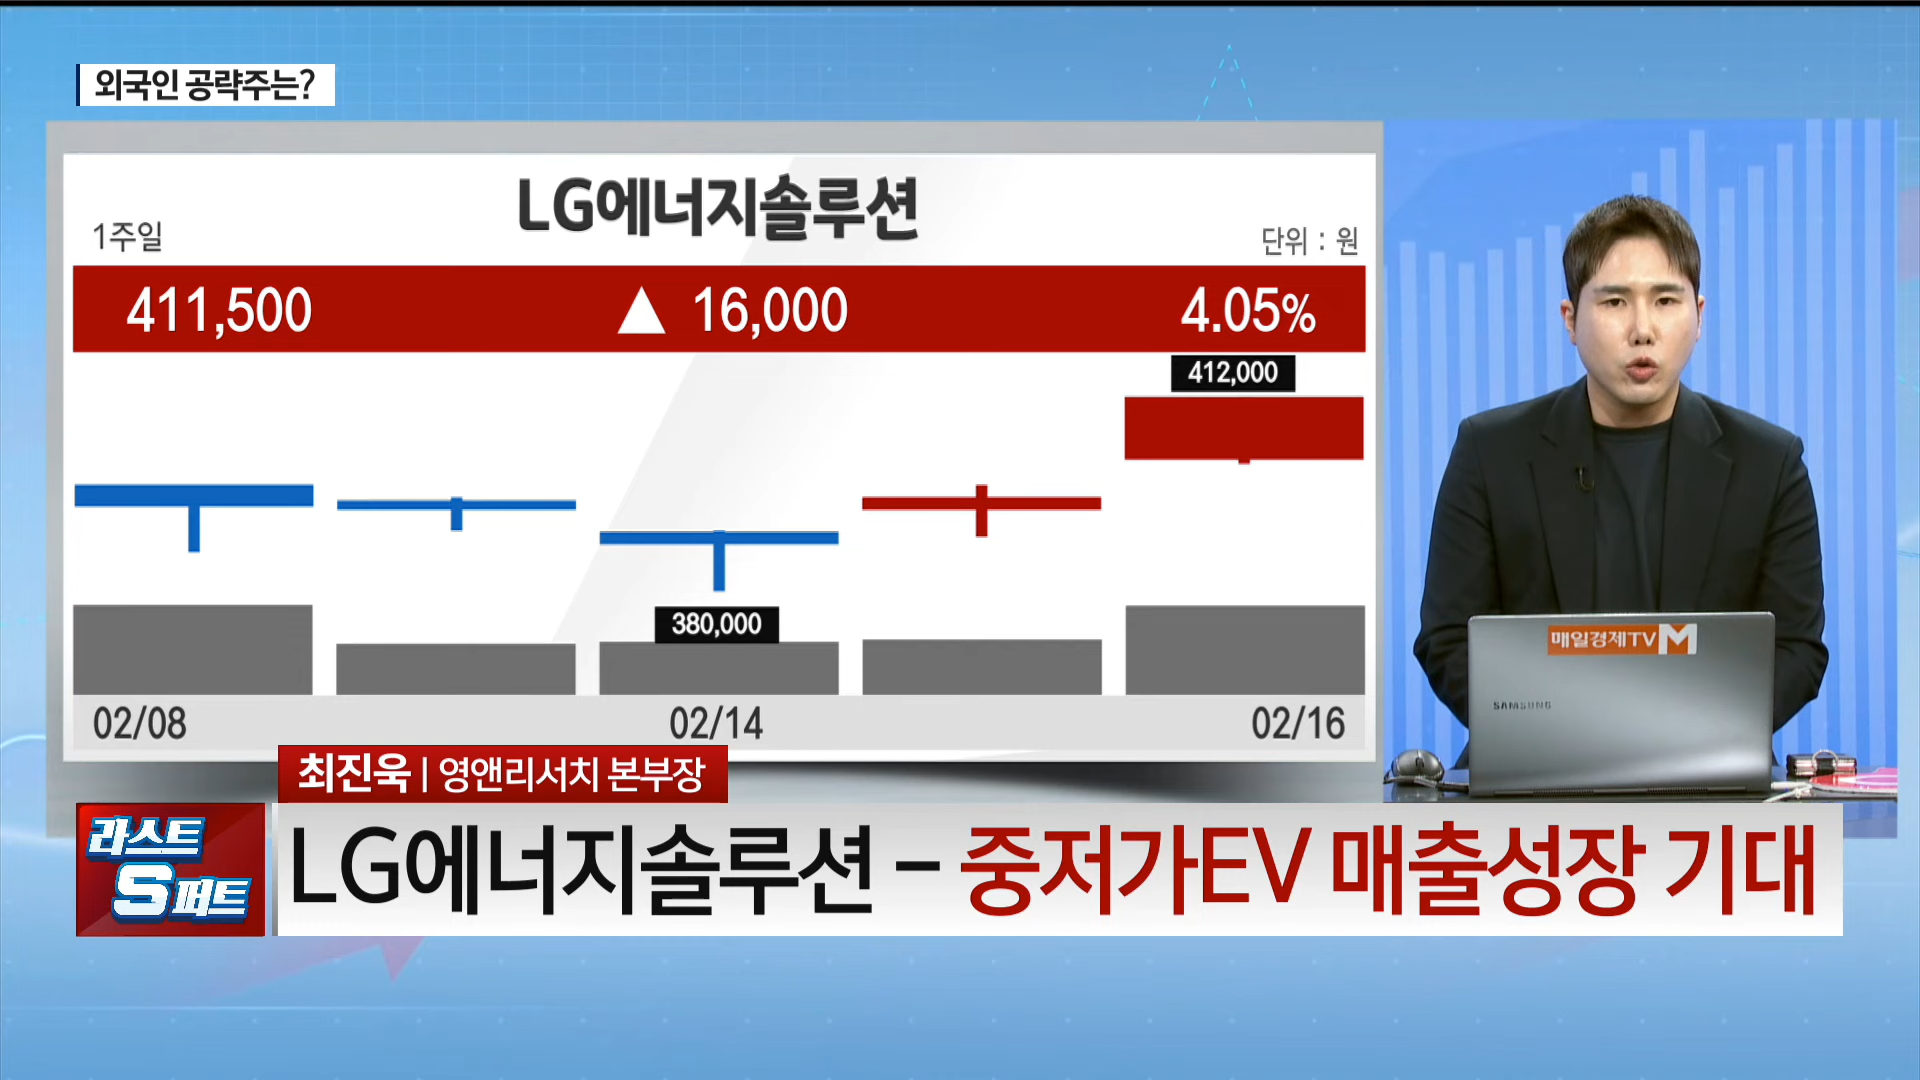 외국인 공략주는?
LG에너지솔루션
1주일
단위 : 원
411,500 ▲ 16,000 4.05%
412,000
380,000
02/08 02/14 02/16
매일경제TV M
SAMSUNG
최진욱 | 영앤리서치 본부장
라스트
S퍼트
LG에너지솔루션 – 중저가EV 매출성장 기대